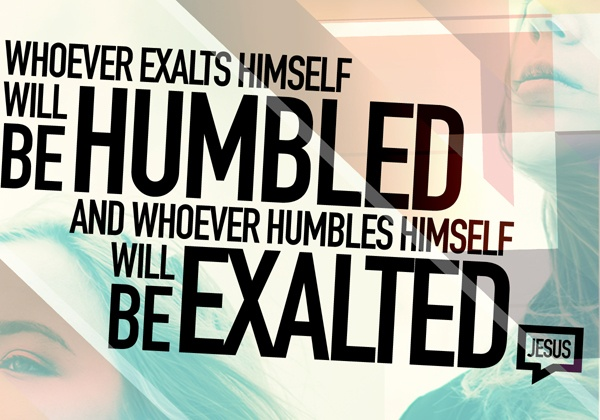 WHOEVER EXALTS HIMSELF
WILL
BE HUMBLED
AND WHOEVER HUMBLES HIMSELF
WILL
BE EXALTED
JESUS